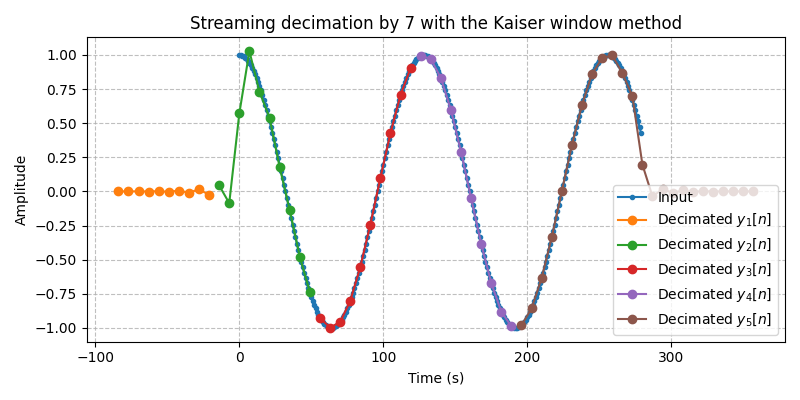 Streaming decimation by 7 with the Kaiser window method
Amplitude
1.00
0.75
0.50
0.25
0.00
−0.25
−0.50
−0.75
−1.00
Input
Decimated y₁[n]
Decimated y₂[n]
Decimated y₃[n]
Decimated y₄[n]
Decimated y₅[n]
−100 0 100 200 300
Time (s)